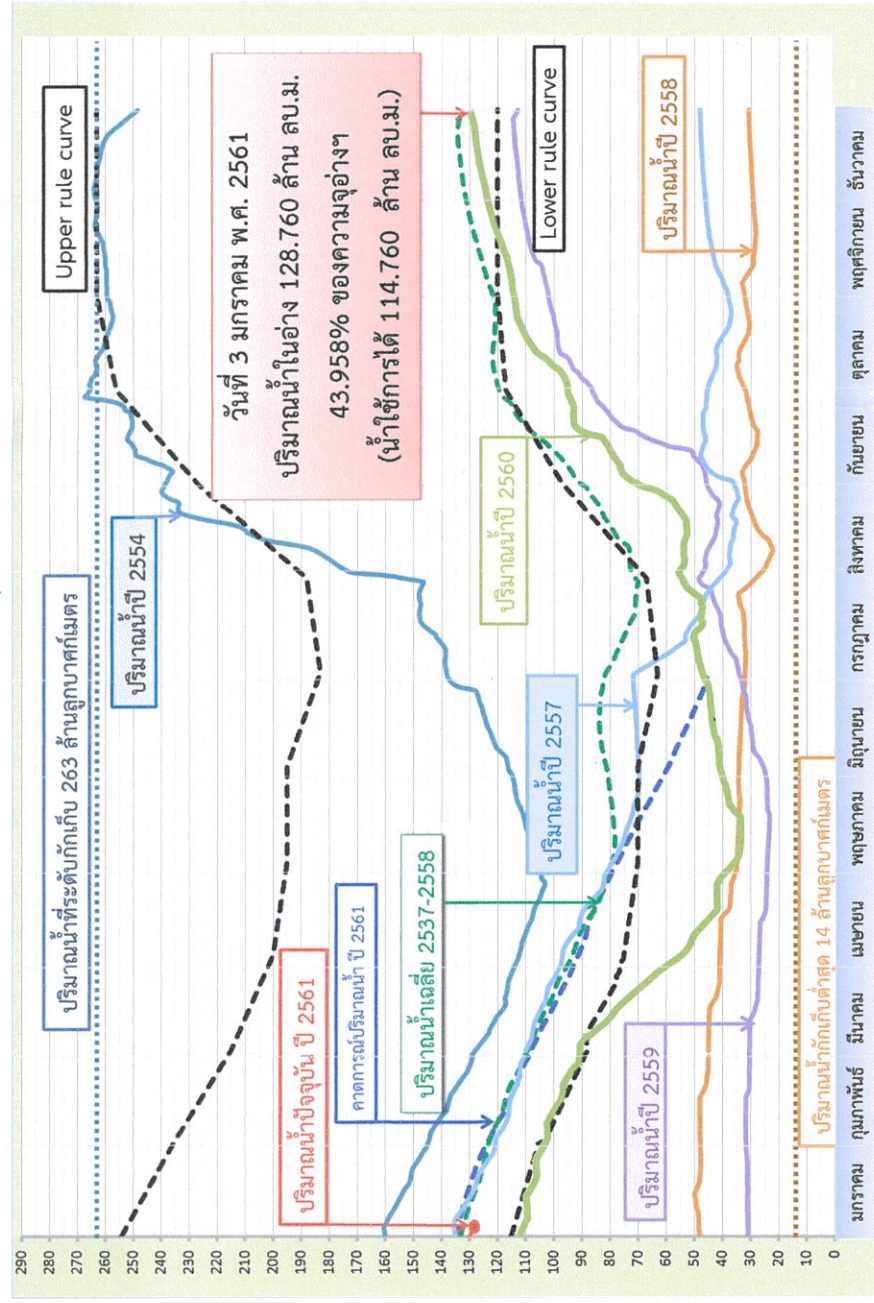 ปริมาณน้ำที่ระดับกักเก็บ 263 ล้านลูกบาศก์เมตร
Upper rule curve
ปริมาณน้ำปี 2554
วันที่ 3 มกราคม พ.ศ. 2561
ปริมาณน้ำในอ่าง 128.760 ล้าน ลบ.ม.
43.958% ของความจุอ่างฯ
(น้ำใช้การได้ 114.760 ล้าน ลบ.ม.)
ปริมาณน้ำปัจจุบัน ปี 2561
คาดการณ์ปริมาณน้ำ ปี 2561
ปริมาณน้ำเฉลี่ย 2537-2558
ปริมาณน้ำปี 2557
ปริมาณน้ำปี 2560
Lower rule curve
ปริมาณน้ำปี 2558
ปริมาณน้ำปี 2559
ปริมาณน้ำกักเก็บต่ำสุด 14 ล้านลูกบาศก์เมตร
290
280
270
260
250
240
230
220
210
200
190
180
170
160
150
140
130
120
110
100
90
80
70
60
50
40
30
20
10
0
มกราคม กุมภาพันธ์ มีนาคม เมษายน พฤษภาคม มิถุนายน กรกฎาคม สิงหาคม กันยายน ตุลาคม พฤศจิกายน ธันวาคม